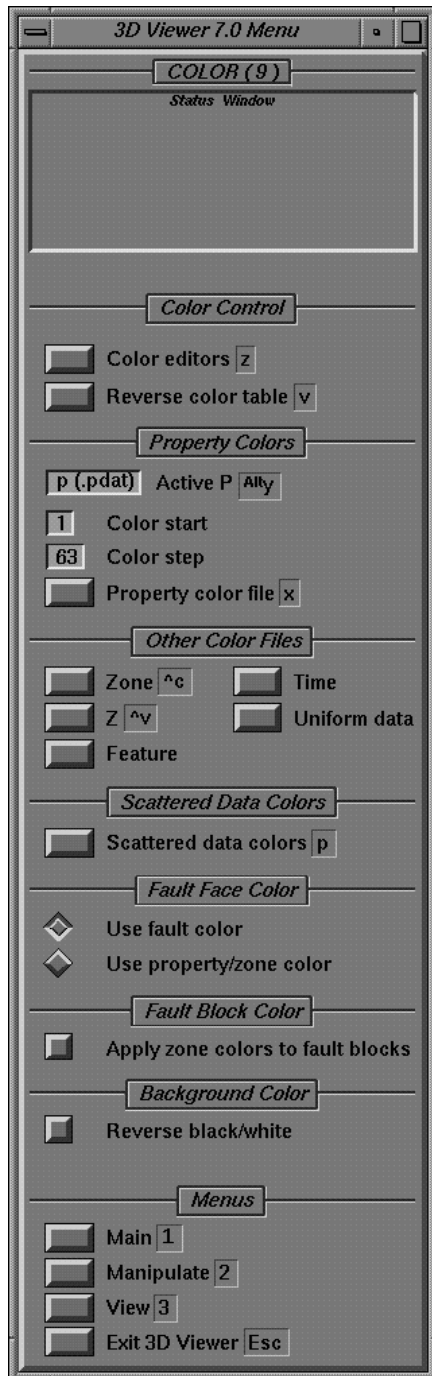 3D Viewer 7.0 Menu
COLOR ( 9 )
Status Window
Color Control
Color editors z
Reverse color table v
Property Colors
p (.pdat) Active P Alty
1 Color start
63 Color step
Property color file x
Other Color Files
Zone ^c Time
Z ^v Uniform data
Feature
Scattered Data Colors
Scattered data colors p
Fault Face Color
Use fault color
Use property/zone color
Fault Block Color
Apply zone colors to fault blocks
Background Color
Reverse black/white
Menus
Main 1
Manipulate 2
View 3
Exit 3D Viewer Esc